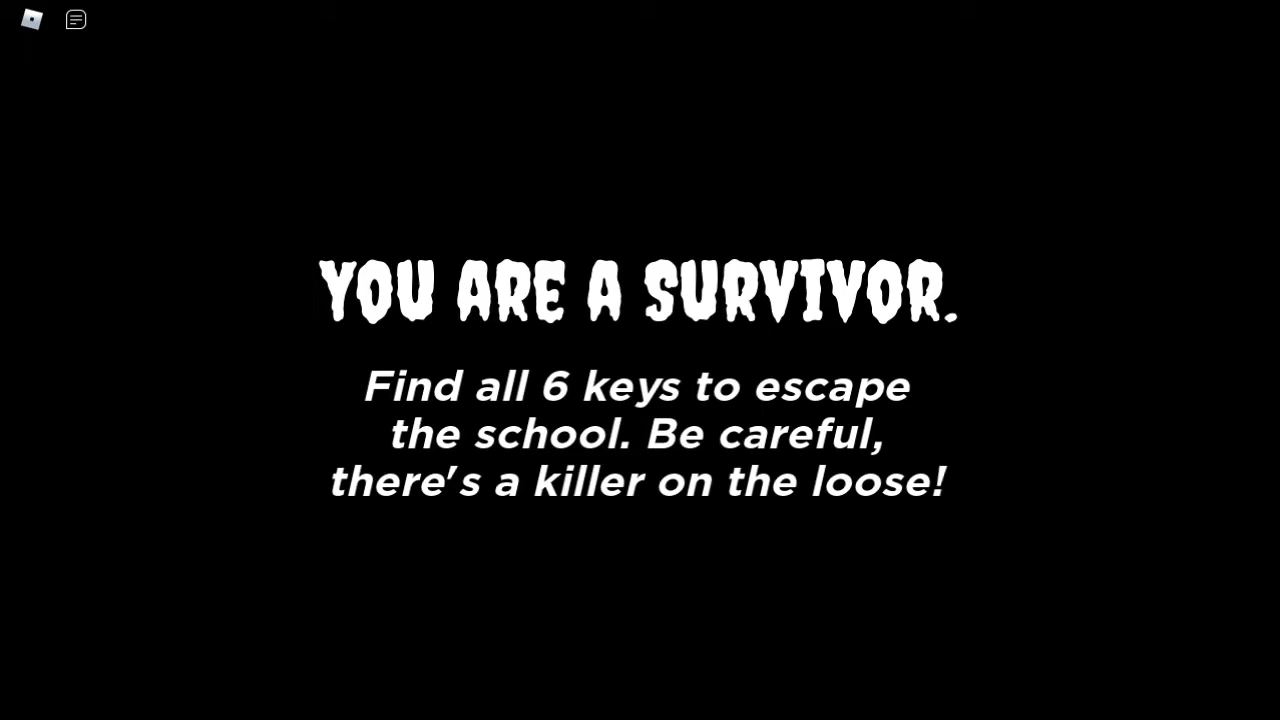 YOU ARE A SURVIVOR.
Find all 6 keys to escape
the school. Be careful,
there's a killer on the loose!